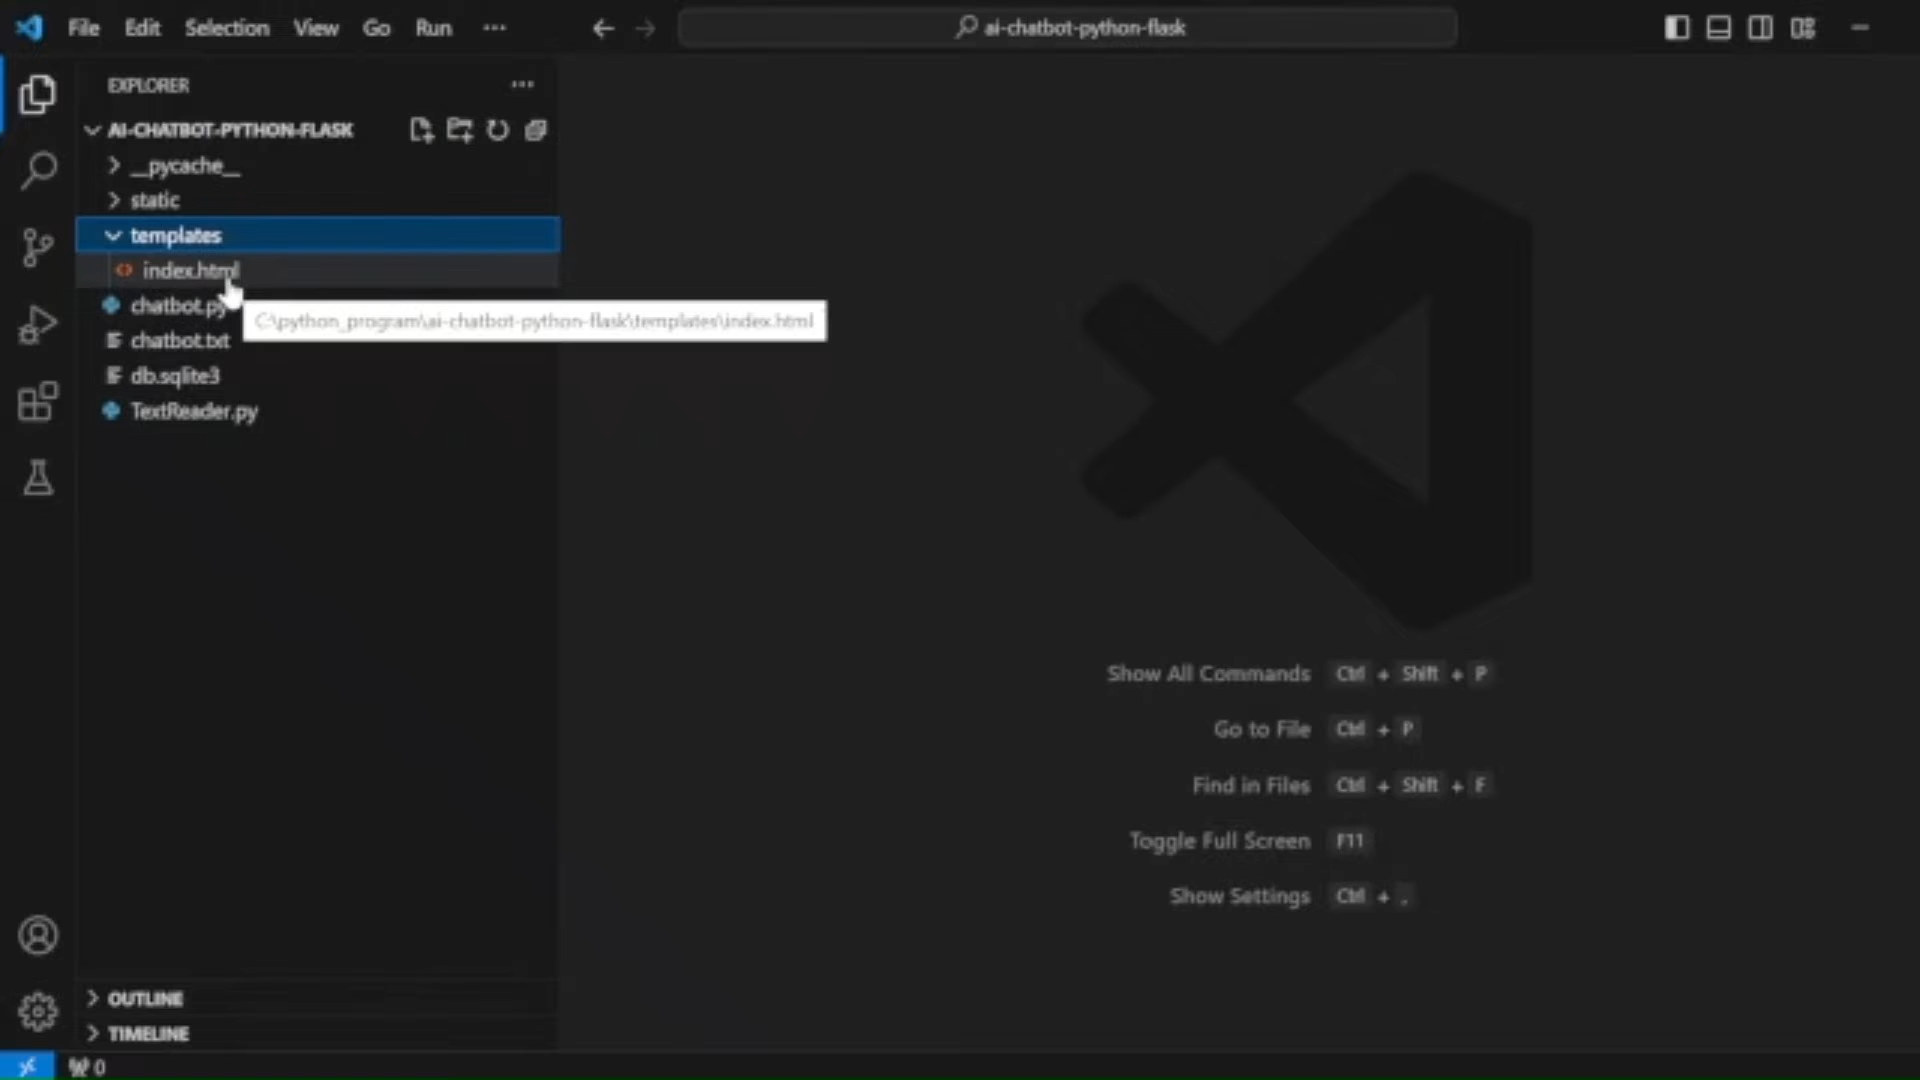 File Edit Selection View Go Run ...
ai-chatbot-python-flask
EXPLORER
AI-CHATBOT-PYTHON-FLASK
__pycache__
static
templates
index.html
chatbot.py
C:\python_program\ai-chatbot-python-flask\templates\index.html
chatbot.txt
db.sqlite3
TextReader.py
Show All Commands Ctrl + Shift + P
Go to File Ctrl + P
Find in Files Ctrl + Shift + F
Toggle Full Screen F11
Show Settings Ctrl + ,
OUTLINE
TIMELINE
0